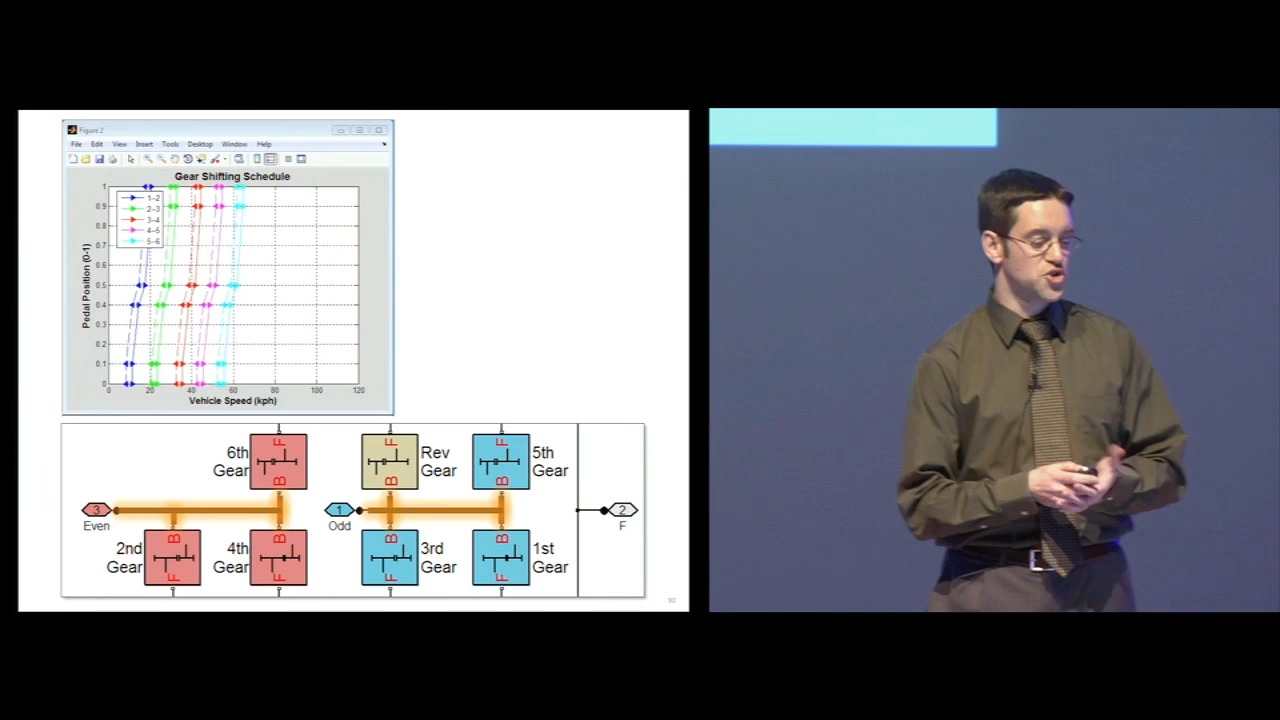 Figure 2
File Edit View Insert Tools Desktop Window Help
Gear Shifting Schedule
1
0.9
0.8
0.7
0.6
0.5
0.4
0.3
0.2
0.1
0
Pedal Position (0-1)
1–2
2–3
3–4
4–5
5–6
0 20 40 60 80 100 120
Vehicle Speed (kph)
6th Gear
F
B
Rev Gear
F
B
5th Gear
F
B
3
Even
1
Odd
2
F
2nd Gear
B
F
4th Gear
B
F
3rd Gear
B
F
1st Gear
B
F
90